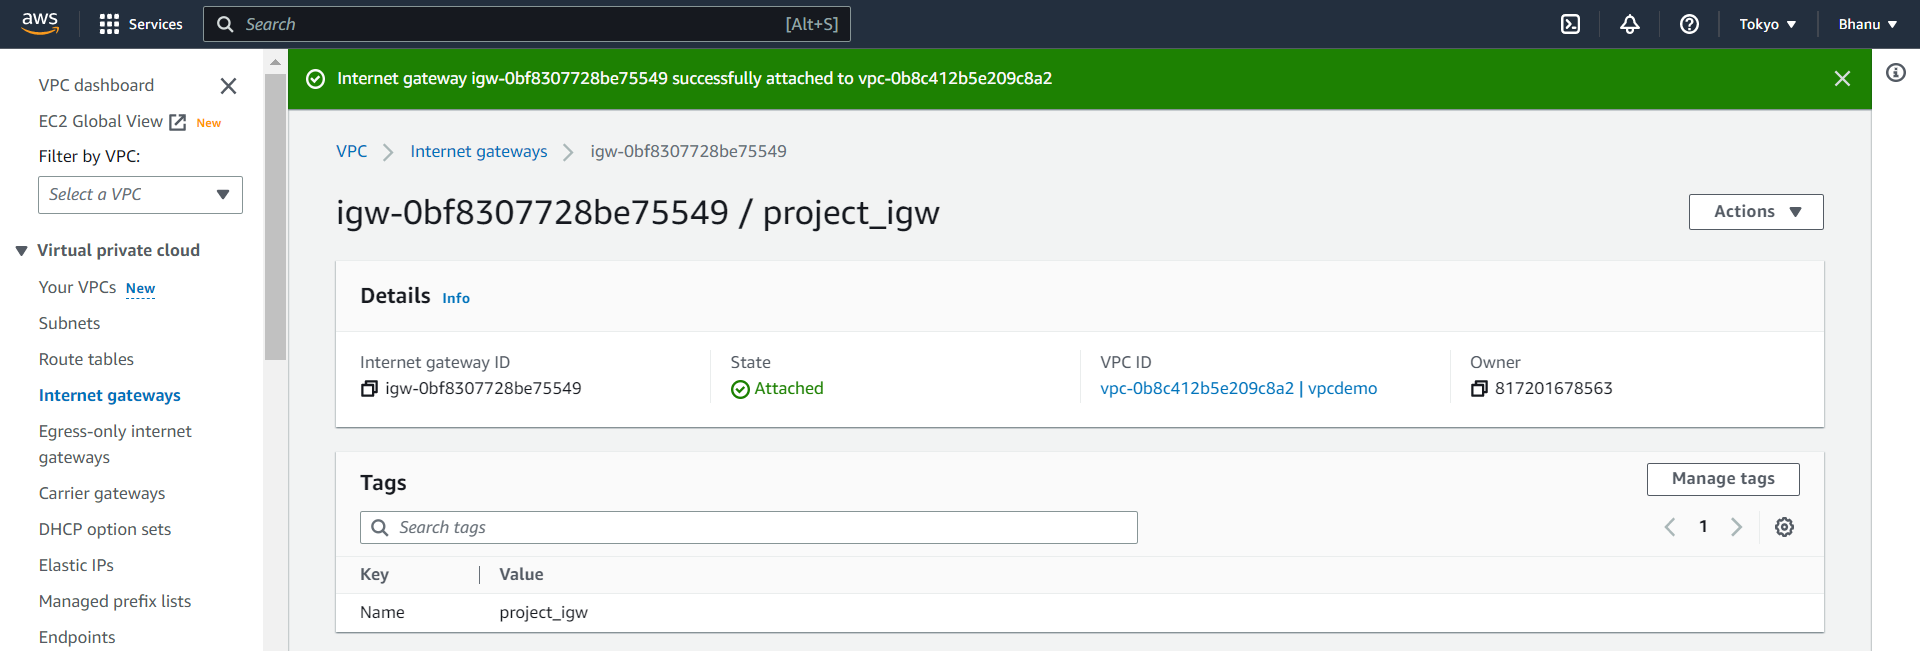 aws Services Search [Alt+S] Tokyo Bhanu
VPC dashboard
EC2 Global View New
Filter by VPC:
Select a VPC
Virtual private cloud
Your VPCs New
Subnets
Route tables
Internet gateways
Egress-only internet
gateways
Carrier gateways
DHCP option sets
Elastic IPs
Managed prefix lists
Endpoints
Internet gateway igw-0bf8307728be75549 successfully attached to vpc-0b8c412b5e209c8a2
VPC Internet gateways igw-0bf8307728be75549
igw-0bf8307728be75549 / project_igw
Actions
Details Info
Internet gateway ID
igw-0bf8307728be75549
State
Attached
VPC ID
vpc-0b8c412b5e209c8a2 | vpcdemo
Owner
817201678563
Tags
Manage tags
Search tags
1
Key Value
Name project_igw